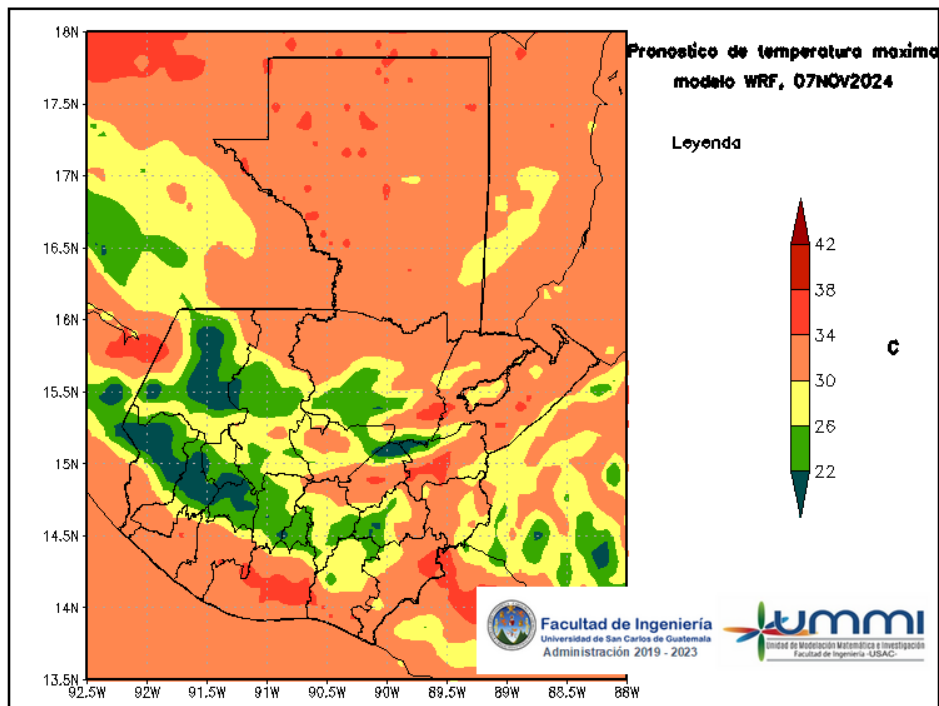 Pronostico de temperatura maxima
modelo WRF, 07NOV2024
Leyenda
42
38
34
30
26
22
C
18N
17.5N
17N
16.5N
16N
15.5N
15N
14.5N
14N
13.5N
92.5W
92W
91.5W
91W
90.5W
90W
89.5W
89W
88.5W
88W
Facultad de Ingeniería
Universidad de San Carlos de Guatemala
Administración 2019 - 2023
ummi
Unidad de Modelación Matemática e Investigación
Facultad de Ingeniería -USAC-